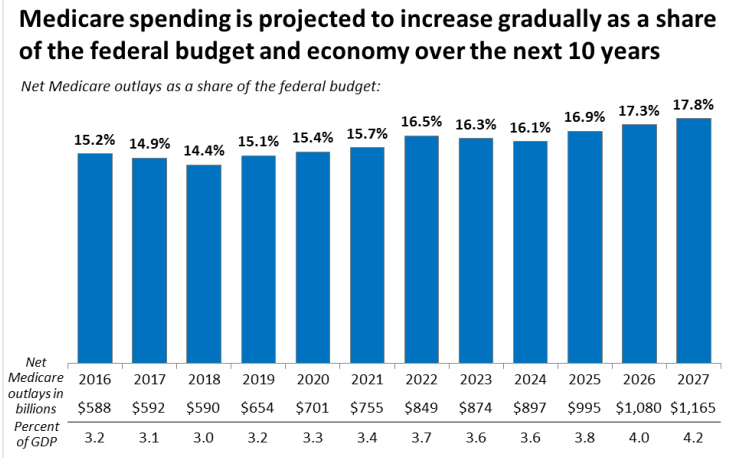 Medicare spending is projected to increase gradually as a share
of the federal budget and economy over the next 10 years
Net Medicare outlays as a share of the federal budget:
15.2% 14.9% 14.4% 15.1% 15.4% 15.7% 16.5% 16.3% 16.1% 16.9% 17.3% 17.8%
Net
Medicare 2016 2017 2018 2019 2020 2021 2022 2023 2024 2025 2026 2027
outlays in
billions $588 $592 $590 $654 $701 $755 $849 $874 $897 $995 $1,080 $1,165
Percent
of GDP 3.2 3.1 3.0 3.2 3.3 3.4 3.7 3.6 3.6 3.8 4.0 4.2